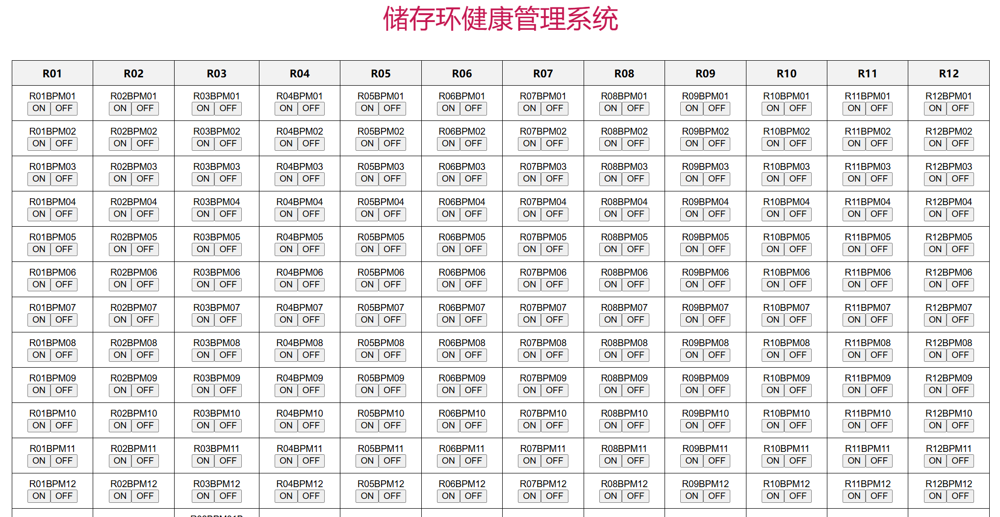 储存环健康管理系统
R01 R02 R03 R04 R05 R06 R07 R08 R09 R10 R11 R12
R01BPM01 R02BPM01 R03BPM01 R04BPM01 R05BPM01 R06BPM01 R07BPM01 R08BPM01 R09BPM01 R10BPM01 R11BPM01 R12BPM01
ON OFF ON OFF ON OFF ON OFF ON OFF ON OFF ON OFF ON OFF ON OFF ON OFF ON OFF ON OFF
R01BPM02 R02BPM02 R03BPM02 R04BPM02 R05BPM02 R06BPM02 R07BPM02 R08BPM02 R09BPM02 R10BPM02 R11BPM02 R12BPM02
ON OFF ON OFF ON OFF ON OFF ON OFF ON OFF ON OFF ON OFF ON OFF ON OFF ON OFF ON OFF
R01BPM03 R02BPM03 R03BPM03 R04BPM03 R05BPM03 R06BPM03 R07BPM03 R08BPM03 R09BPM03 R10BPM03 R11BPM03 R12BPM03
ON OFF ON OFF ON OFF ON OFF ON OFF ON OFF ON OFF ON OFF ON OFF ON OFF ON OFF ON OFF
R01BPM04 R02BPM04 R03BPM04 R04BPM04 R05BPM04 R06BPM04 R07BPM04 R08BPM04 R09BPM04 R10BPM04 R11BPM04 R12BPM04
ON OFF ON OFF ON OFF ON OFF ON OFF ON OFF ON OFF ON OFF ON OFF ON OFF ON OFF ON OFF
R01BPM05 R02BPM05 R03BPM05 R04BPM05 R05BPM05 R06BPM05 R07BPM05 R08BPM05 R09BPM05 R10BPM05 R11BPM05 R12BPM05
ON OFF ON OFF ON OFF ON OFF ON OFF ON OFF ON OFF ON OFF ON OFF ON OFF ON OFF ON OFF
R01BPM06 R02BPM06 R03BPM06 R04BPM06 R05BPM06 R06BPM06 R07BPM06 R08BPM06 R09BPM06 R10BPM06 R11BPM06 R12BPM06
ON OFF ON OFF ON OFF ON OFF ON OFF ON OFF ON OFF ON OFF ON OFF ON OFF ON OFF ON OFF
R01BPM07 R02BPM07 R03BPM07 R04BPM07 R05BPM07 R06BPM07 R07BPM07 R08BPM07 R09BPM07 R10BPM07 R11BPM07 R12BPM07
ON OFF ON OFF ON OFF ON OFF ON OFF ON OFF ON OFF ON OFF ON OFF ON OFF ON OFF ON OFF
R01BPM08 R02BPM08 R03BPM08 R04BPM08 R05BPM08 R06BPM08 R07BPM08 R08BPM08 R09BPM08 R10BPM08 R11BPM08 R12BPM08
ON OFF ON OFF ON OFF ON OFF ON OFF ON OFF ON OFF ON OFF ON OFF ON OFF ON OFF ON OFF
R01BPM09 R02BPM09 R03BPM09 R04BPM09 R05BPM09 R06BPM09 R07BPM09 R08BPM09 R09BPM09 R10BPM09 R11BPM09 R12BPM09
ON OFF ON OFF ON OFF ON OFF ON OFF ON OFF ON OFF ON OFF ON OFF ON OFF ON OFF ON OFF
R01BPM10 R02BPM10 R03BPM10 R04BPM10 R05BPM10 R06BPM10 R07BPM10 R08BPM10 R09BPM10 R10BPM10 R11BPM10 R12BPM10
ON OFF ON OFF ON OFF ON OFF ON OFF ON OFF ON OFF ON OFF ON OFF ON OFF ON OFF ON OFF
R01BPM11 R02BPM11 R03BPM11 R04BPM11 R05BPM11 R06BPM11 R07BPM11 R08BPM11 R09BPM11 R10BPM11 R11BPM11 R12BPM11
ON OFF ON OFF ON OFF ON OFF ON OFF ON OFF ON OFF ON OFF ON OFF ON OFF ON OFF ON OFF
R01BPM12 R02BPM12 R03BPM12 R04BPM12 R05BPM12 R06BPM12 R07BPM12 R08BPM12 R09BPM12 R10BPM12 R11BPM12 R12BPM12
ON OFF ON OFF ON OFF ON OFF ON OFF ON OFF ON OFF ON OFF ON OFF ON OFF ON OFF ON OFF